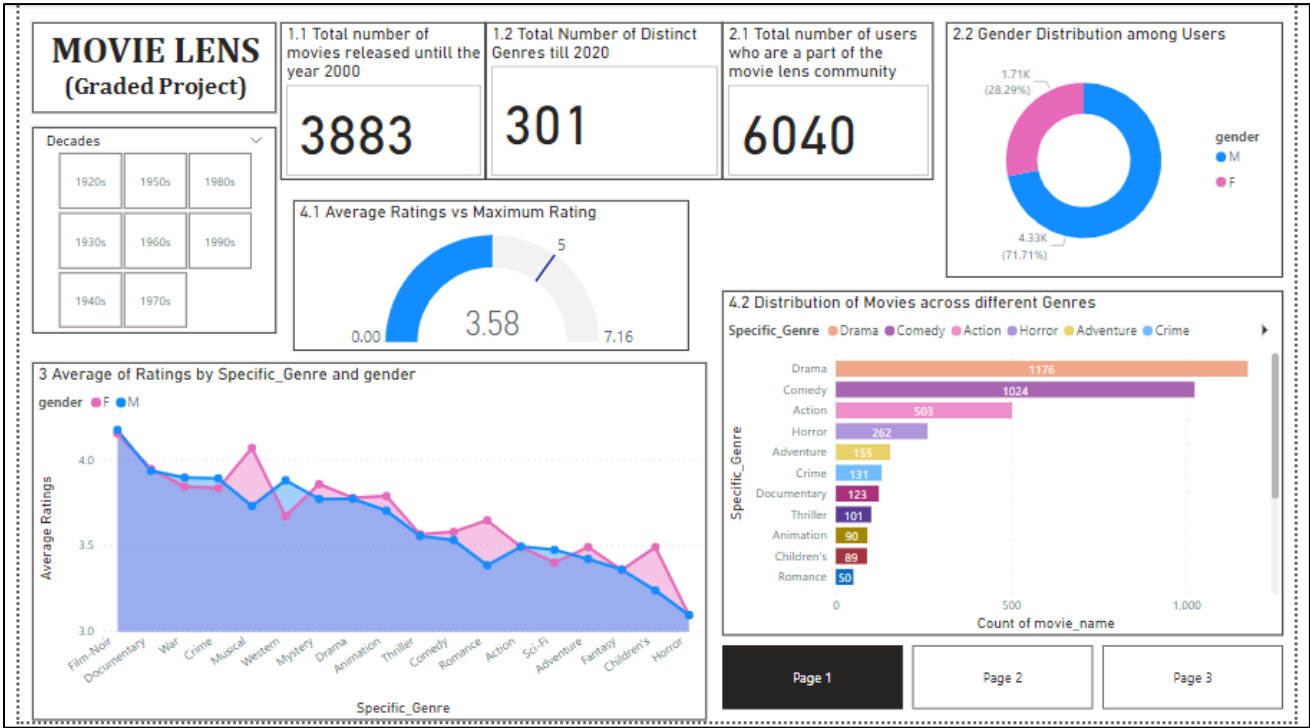 MOVIE LENS
(Graded Project)
1.1 Total number of
movies released untill the
year 2000
3883
1.2 Total Number of Distinct
Genres till 2020
301
2.1 Total number of users
who are a part of the
movie lens community
6040
2.2 Gender Distribution among Users
1.71K
(28.29%)
4.33K
(71.71%)
gender
M
F
Decades
1920s 1950s 1980s
1930s 1960s 1990s
1940s 1970s
4.1 Average Ratings vs Maximum Rating
5
3.58
0.00 7.16
3 Average of Ratings by Specific_Genre and gender
gender F M
Average Ratings
4.0
3.5
3.0
Film-Noir
Documentary
War
Crime
Musical
Western
Mystery
Drama
Animation
Thriller
Comedy
Romance
Action
Sci-Fi
Adventure
Fantasy
Children's
Horror
Specific_Genre
4.2 Distribution of Movies across different Genres
Specific_Genre Drama Comedy Action Horror Adventure Crime
Specific_Genre
Drama 1176
Comedy 1024
Action 503
Horror 262
Adventure 155
Crime 131
Documentary 123
Thriller 101
Animation 90
Children's 89
Romance 50
0 500 1,000
Count of movie_name
Page 1 Page 2 Page 3